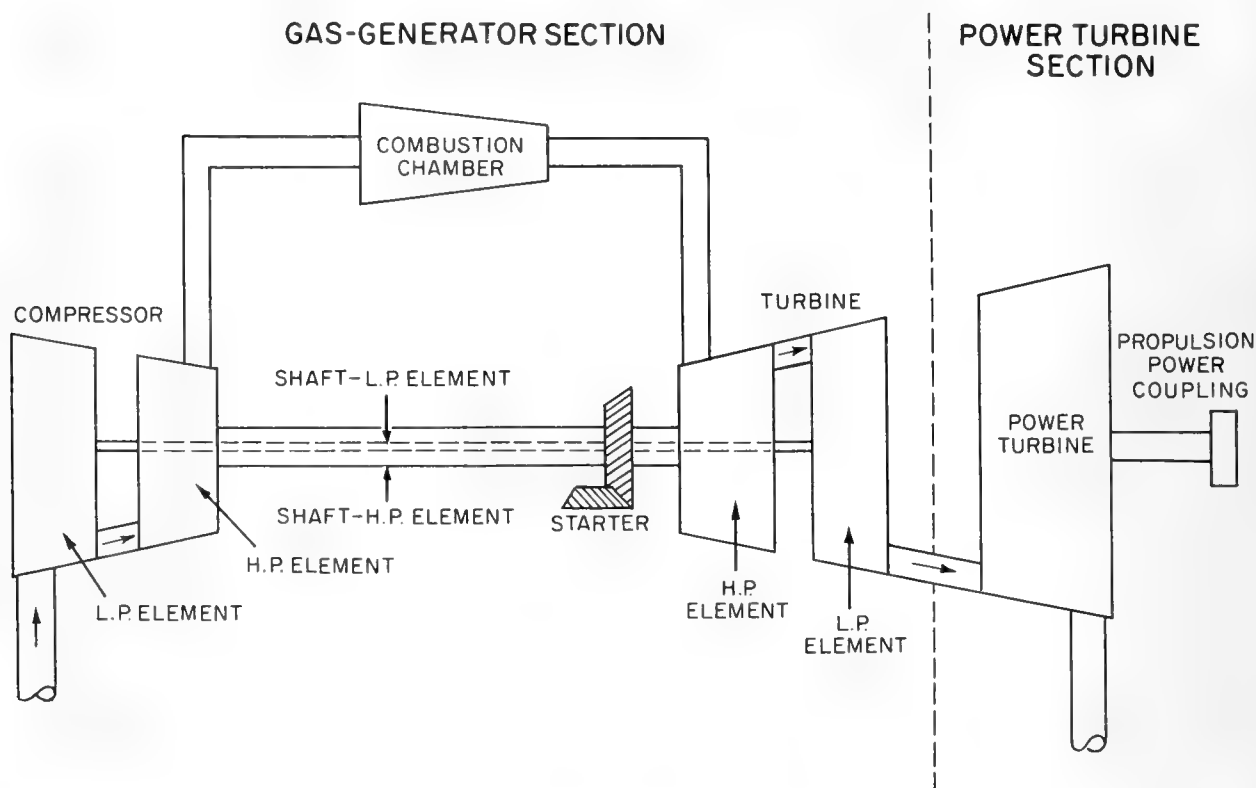 GAS-GENERATOR SECTION
POWER TURBINE
SECTION
COMBUSTION
CHAMBER
COMPRESSOR
TURBINE
PROPULSION
POWER
COUPLING
SHAFT-L.P. ELEMENT
POWER
TURBINE
SHAFT-H.P. ELEMENT
STARTER
H.P. ELEMENT
L.P. ELEMENT
H.P.
ELEMENT
L.P.
ELEMENT